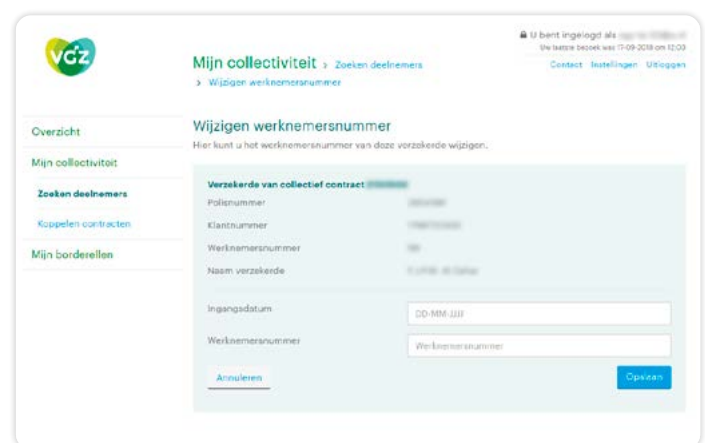 vGz
U bent ingelogd als
Uw laatste bezoek was 17-09-2018 om 12:03
Mijn collectiviteit > Zoeken deelnemers
> Wijzigen werknemersnummer
Contact Instellingen Uitloggen
Overzicht
Mijn collectiviteit
Zoeken deelnemers
Koppelen contracten
Mijn borderellen
Wijzigen werknemersnummer
Hier kunt u het werknemersnummer van deze verzekerde wijzigen.
Verzekerde van collectief contract
Polisnummer
Klantnummer
Werknemersnummer
Naam verzekerde
Ingangsdatum
DD-MM-JJJJ
Werknemersnummer
Werknemersnummer
Annuleren
Opslaan